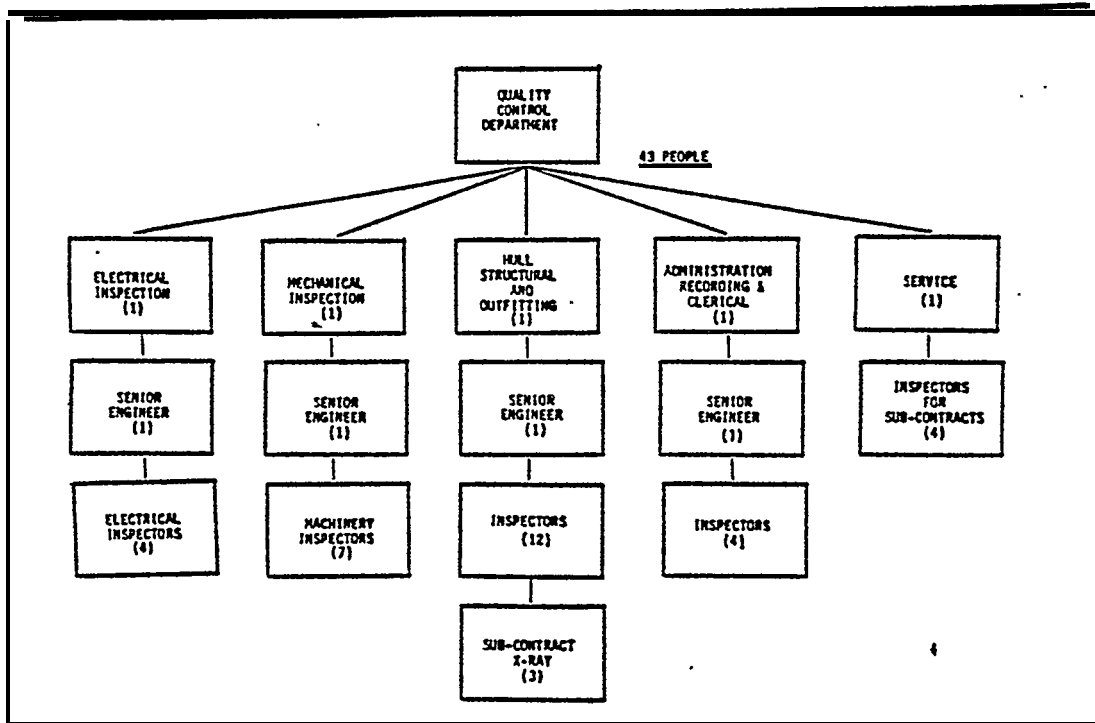 QUALITY
CONTROL
DEPARTMENT
43 PEOPLE
ELECTRICAL
INSPECTION
(1)
MECHANICAL
INSPECTION
(1)
HULL
STRUCTURAL
AND
OUTFITTING
(1)
ADMINISTRATION
RECORDING &
CLERICAL
(1)
SERVICE
(1)
SENIOR
ENGINEER
(1)
SENIOR
ENGINEER
(1)
SENIOR
ENGINEER
(1)
SENIOR
ENGINEER
(1)
INSPECTORS
FOR
SUB-CONTRACTS
(4)
ELECTRICAL
INSPECTORS
(4)
MACHINERY
INSPECTORS
(7)
INSPECTORS
(12)
INSPECTORS
(4)
SUB-CONTRACT
X-RAY
(3)